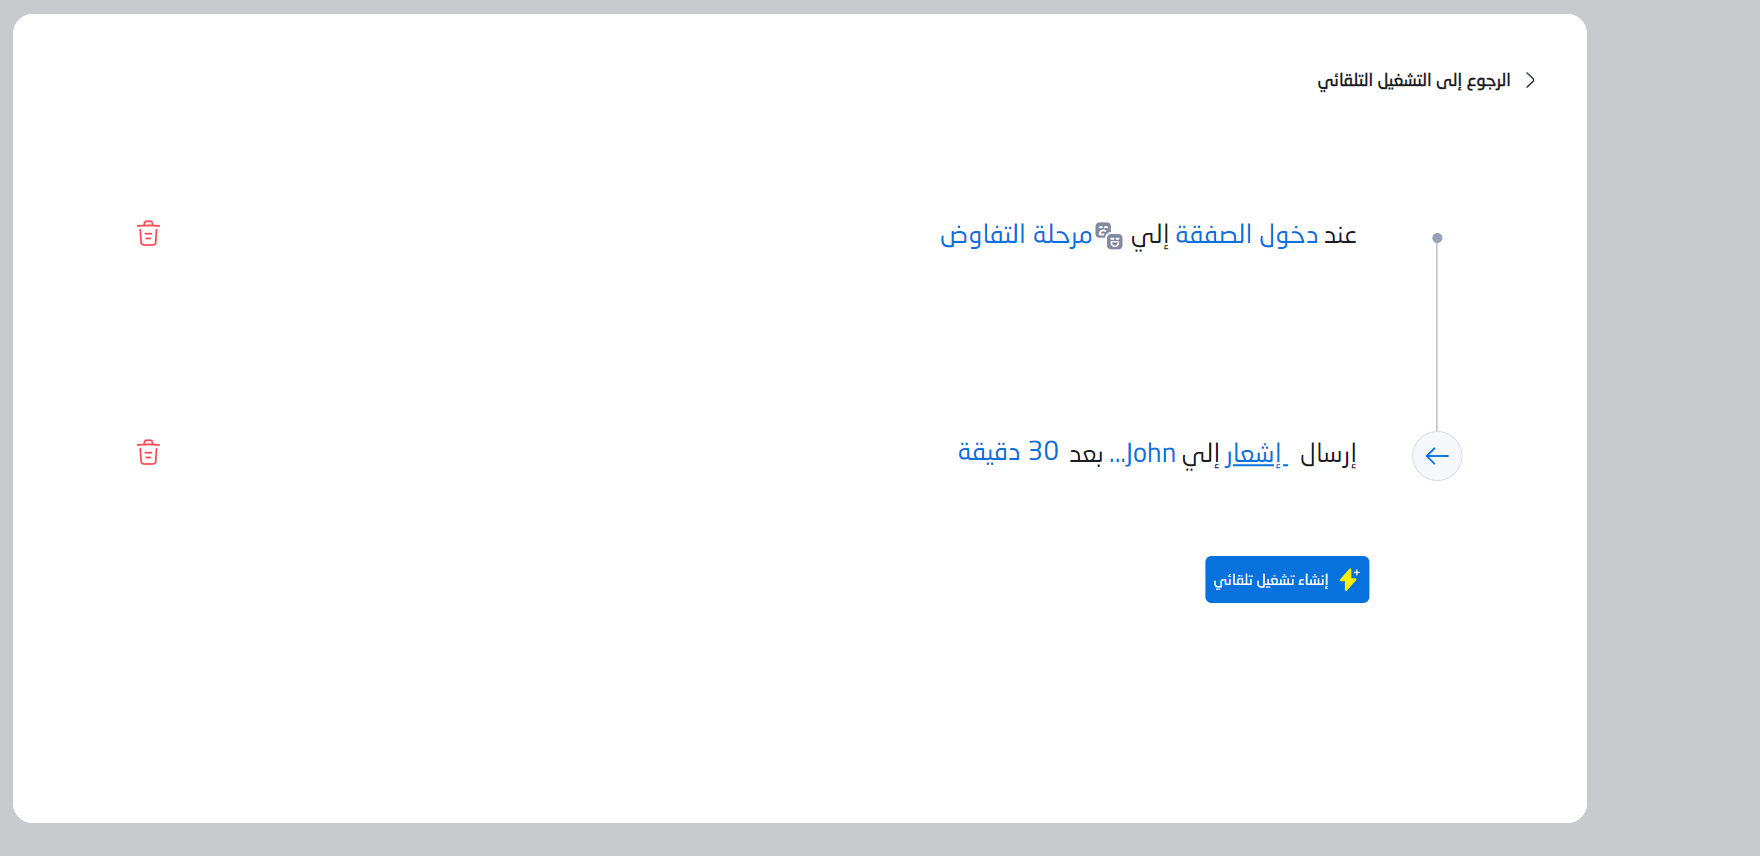 الرجوع إلى التشغيل التلقائي
عند دخول الصفقة إلي مرحلة التفاوض
إرسال إشعار إلي John... بعد 30 دقيقة
إنشاء تشغيل تلقائي